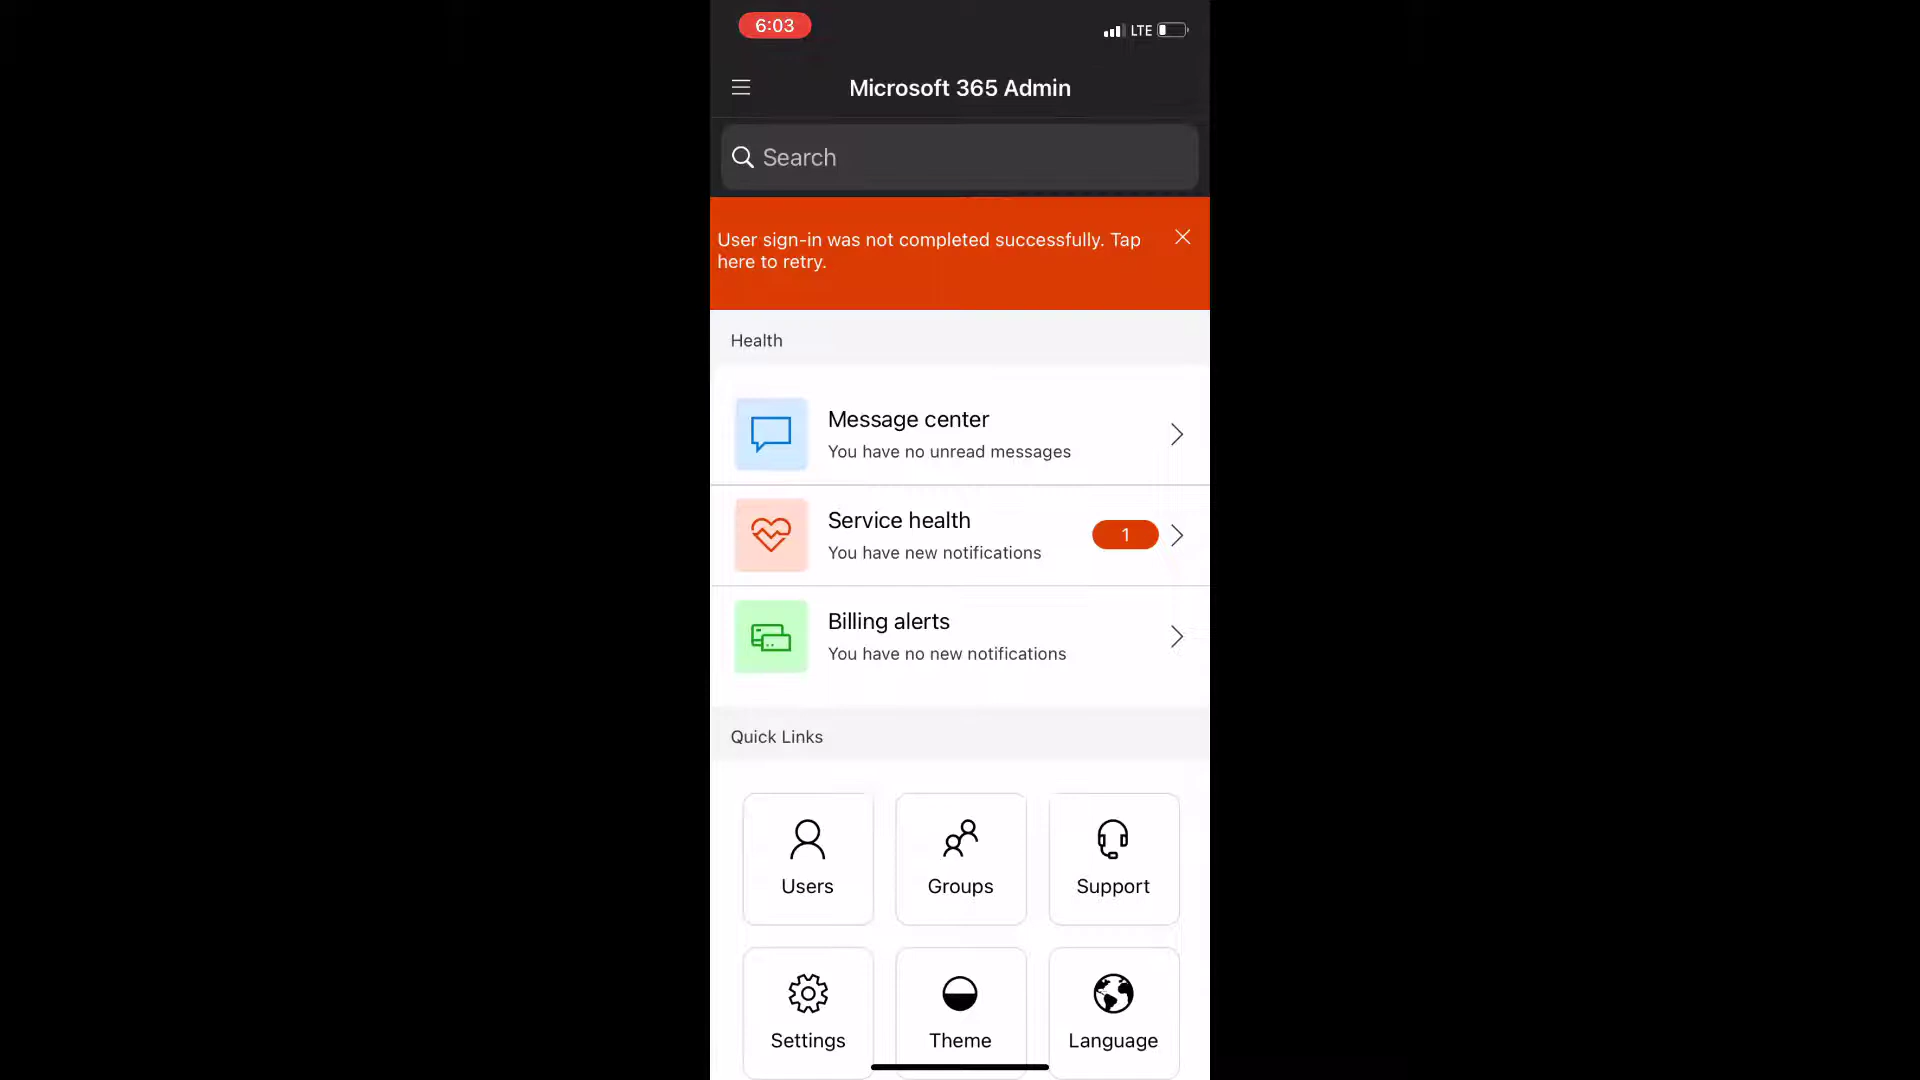 6:03
LTE
Microsoft 365 Admin
Search
User sign-in was not completed successfully. Tap
here to retry.
Health
Message center
You have no unread messages
Service health
You have new notifications
1
Billing alerts
You have no new notifications
Quick Links
Users
Groups
Support
Settings
Theme
Language